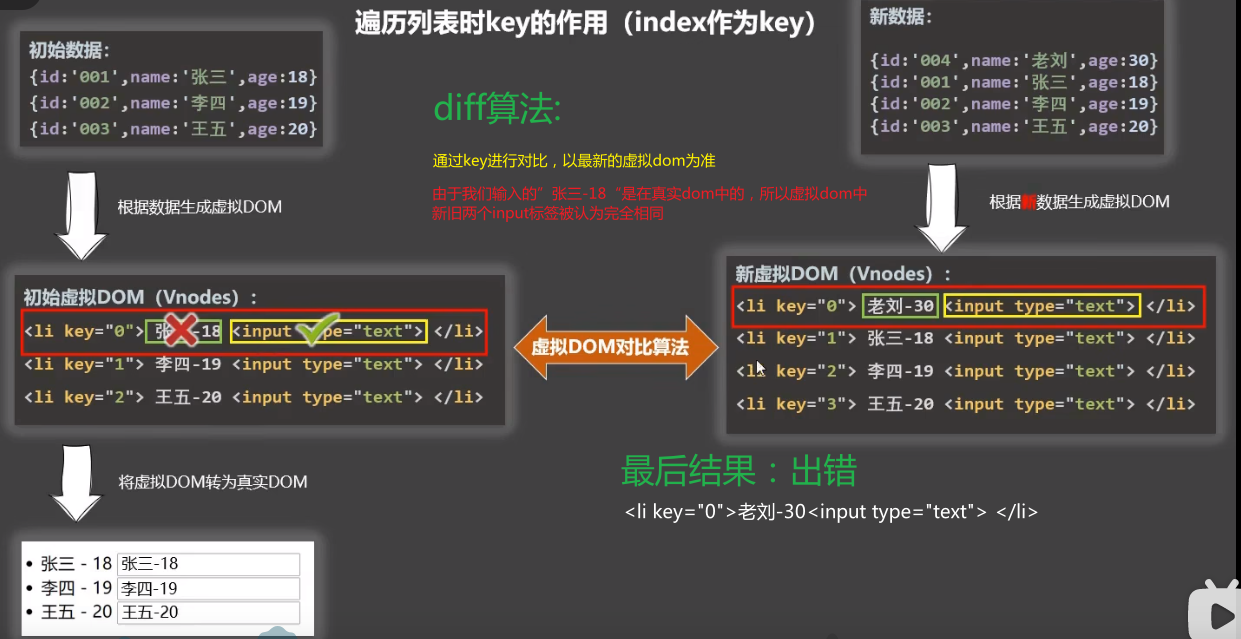 遍历列表时key的作用（index作为key）
初始数据：
{id:'001',name:'张三',age:18}
{id:'002',name:'李四',age:19}
{id:'003',name:'王五',age:20}
新数据：
{id:'004',name:'老刘',age:30}
{id:'001',name:'张三',age:18}
{id:'002',name:'李四',age:19}
{id:'003',name:'王五',age:20}
diff算法:
通过key进行对比，以最新的虚拟dom为准
由于我们输入的”张三-18“是在真实dom中的，所以虚拟dom中
新旧两个input标签被认为完全相同
根据数据生成虚拟DOM
根据新数据生成虚拟DOM
初始虚拟DOM（Vnodes）：
<li key="0"> 张三-18 <input type="text"> </li>
<li key="1"> 李四-19 <input type="text"> </li>
<li key="2"> 王五-20 <input type="text"> </li>
虚拟DOM对比算法
新虚拟DOM（Vnodes）：
<li key="0"> 老刘-30 <input type="text"> </li>
<li key="1"> 张三-18 <input type="text"> </li>
<li key="2"> 李四-19 <input type="text"> </li>
<li key="3"> 王五-20 <input type="text"> </li>
将虚拟DOM转为真实DOM
最后结果：出错
<li key="0">老刘-30<input type="text"> </li>
• 张三 - 18 张三-18
• 李四 - 19 李四-19
• 王五 - 20 王五-20